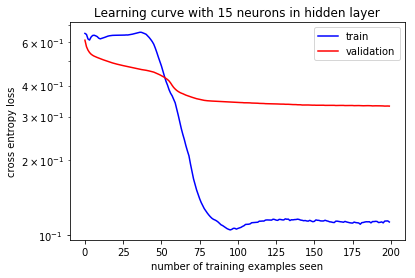 Learning curve with 15 neurons in hidden layer
train
validation
cross entropy loss
6 × 10⁻¹
4 × 10⁻¹
3 × 10⁻¹
2 × 10⁻¹
10⁻¹
0 25 50 75 100 125 150 175 200
number of training examples seen